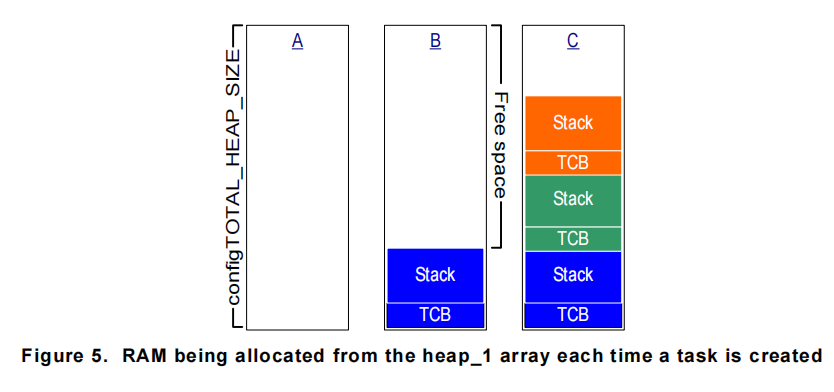 configTOTAL_HEAP_SIZE
A
B
Stack
TCB
Free space
C
Stack
TCB
Stack
TCB
Stack
TCB
Figure 5. RAM being allocated from the heap_1 array each time a task is created